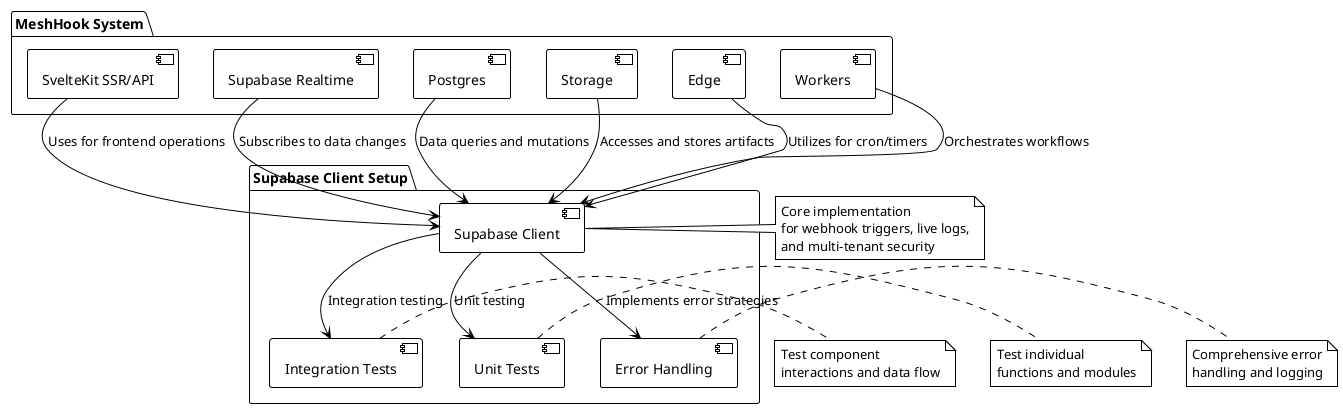 MeshHook System
SvelteKit SSR/API
Supabase Realtime
Postgres
Storage
Edge
Workers
Uses for frontend operations
Subscribes to data changes
Data queries and mutations
Accesses and stores artifacts
Utilizes for cron/timers
Orchestrates workflows
Supabase Client Setup
Supabase Client
Core implementation
for webhook triggers, live logs,
and multi-tenant security
Integration testing
Unit testing
Implements error strategies
Integration Tests
Unit Tests
Error Handling
Test component
interactions and data flow
Test individual
functions and modules
Comprehensive error
handling and logging